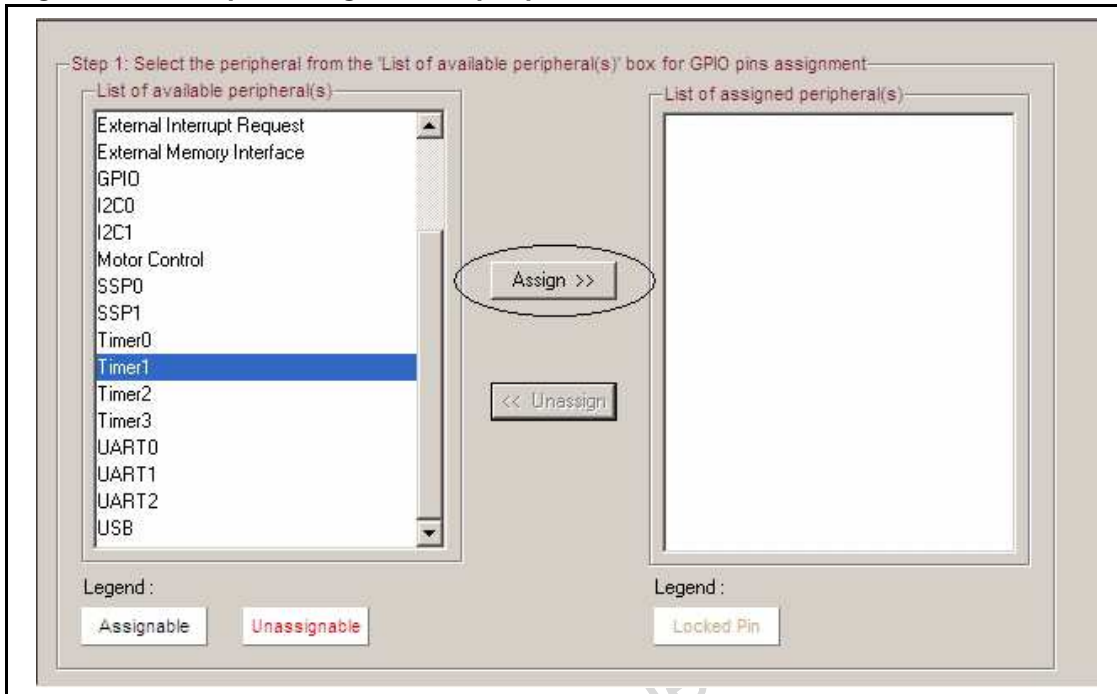 Step 1: Select the peripheral from the 'List of available peripheral(s)' box for GPIO pins assignment
List of available peripheral(s)
External Interrupt Request
External Memory Interface
GPIO
I2C0
I2C1
Motor Control
SSP0
SSP1
Timer0
Timer1
Timer2
Timer3
UART0
UART1
UART2
USB
Assign >>
<< Unassign
List of assigned peripheral(s)
Legend :
Assignable
Unassignable
Legend :
Locked Pin